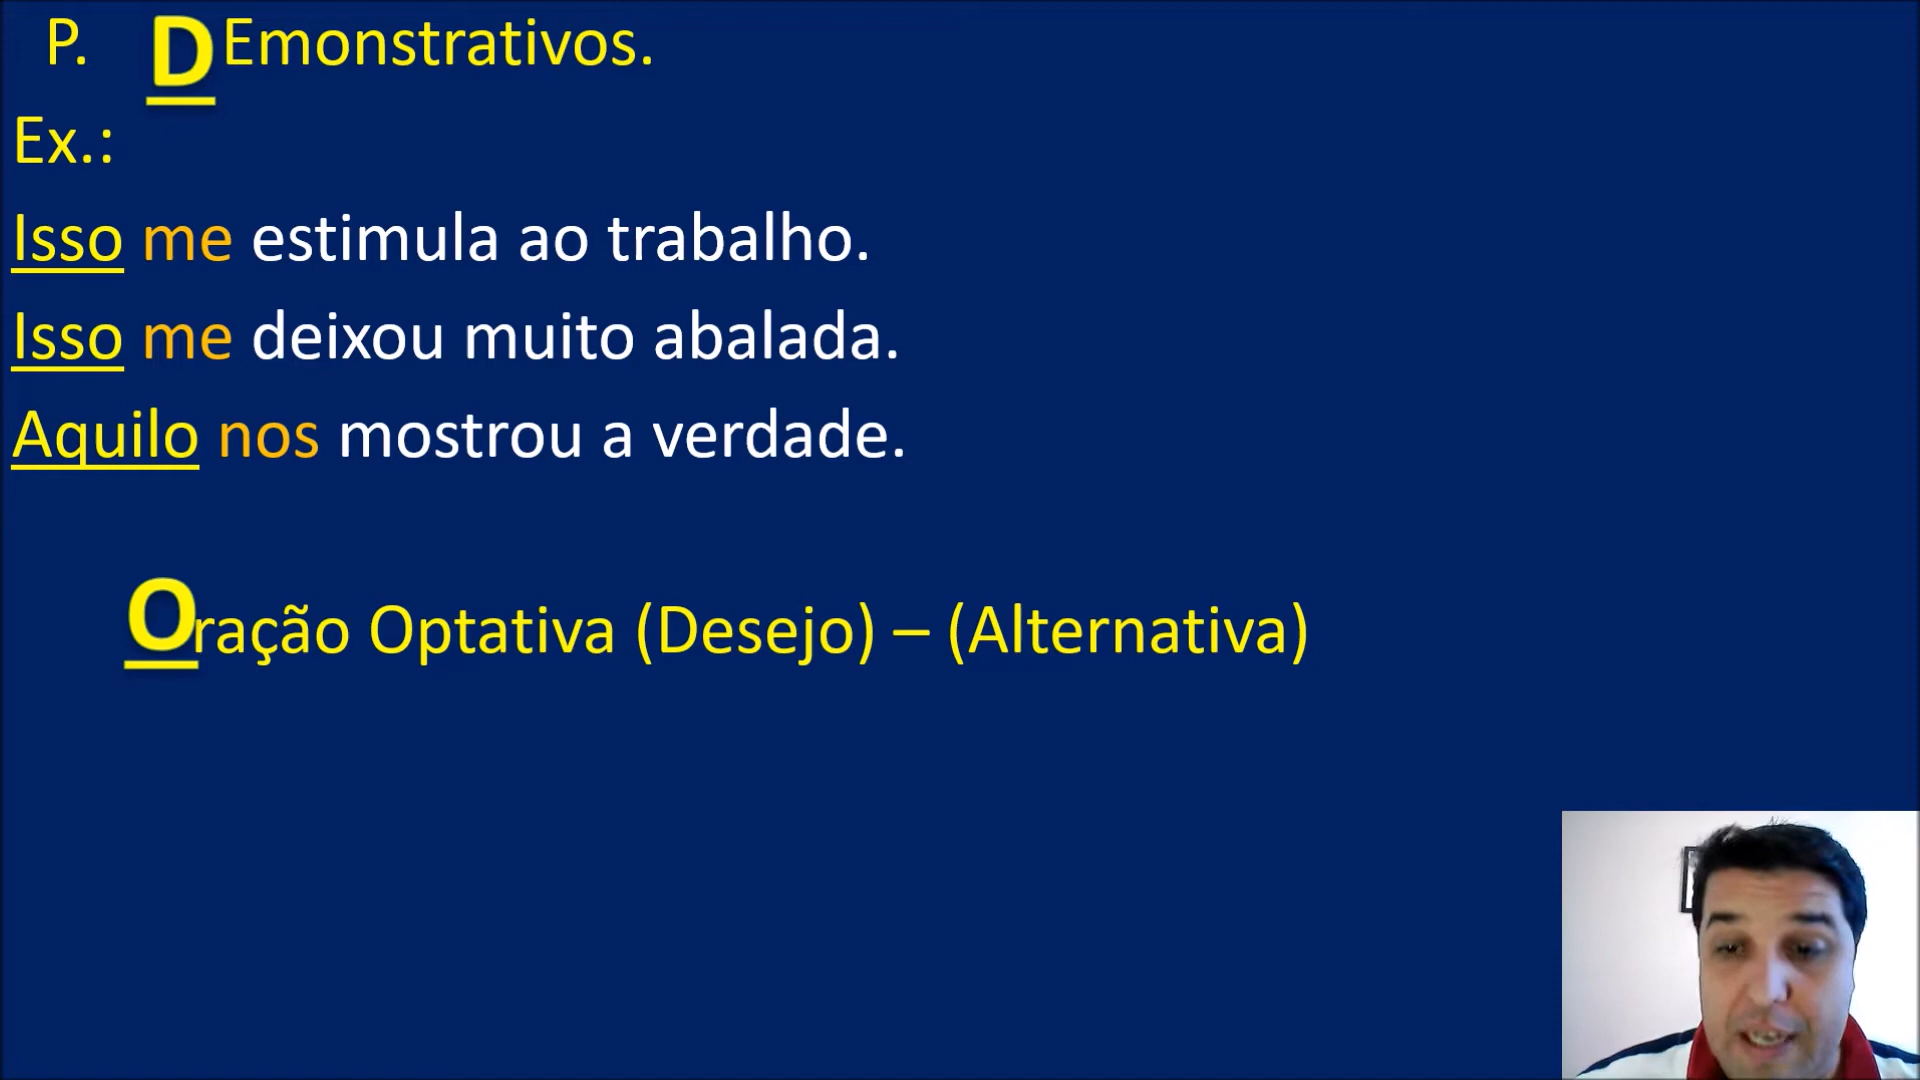 P. DEmonstrativos.
Ex.:
Isso me estimula ao trabalho.
Isso me deixou muito abalada.
Aquilo nos mostrou a verdade.
Oração Optativa (Desejo) – (Alternativa)